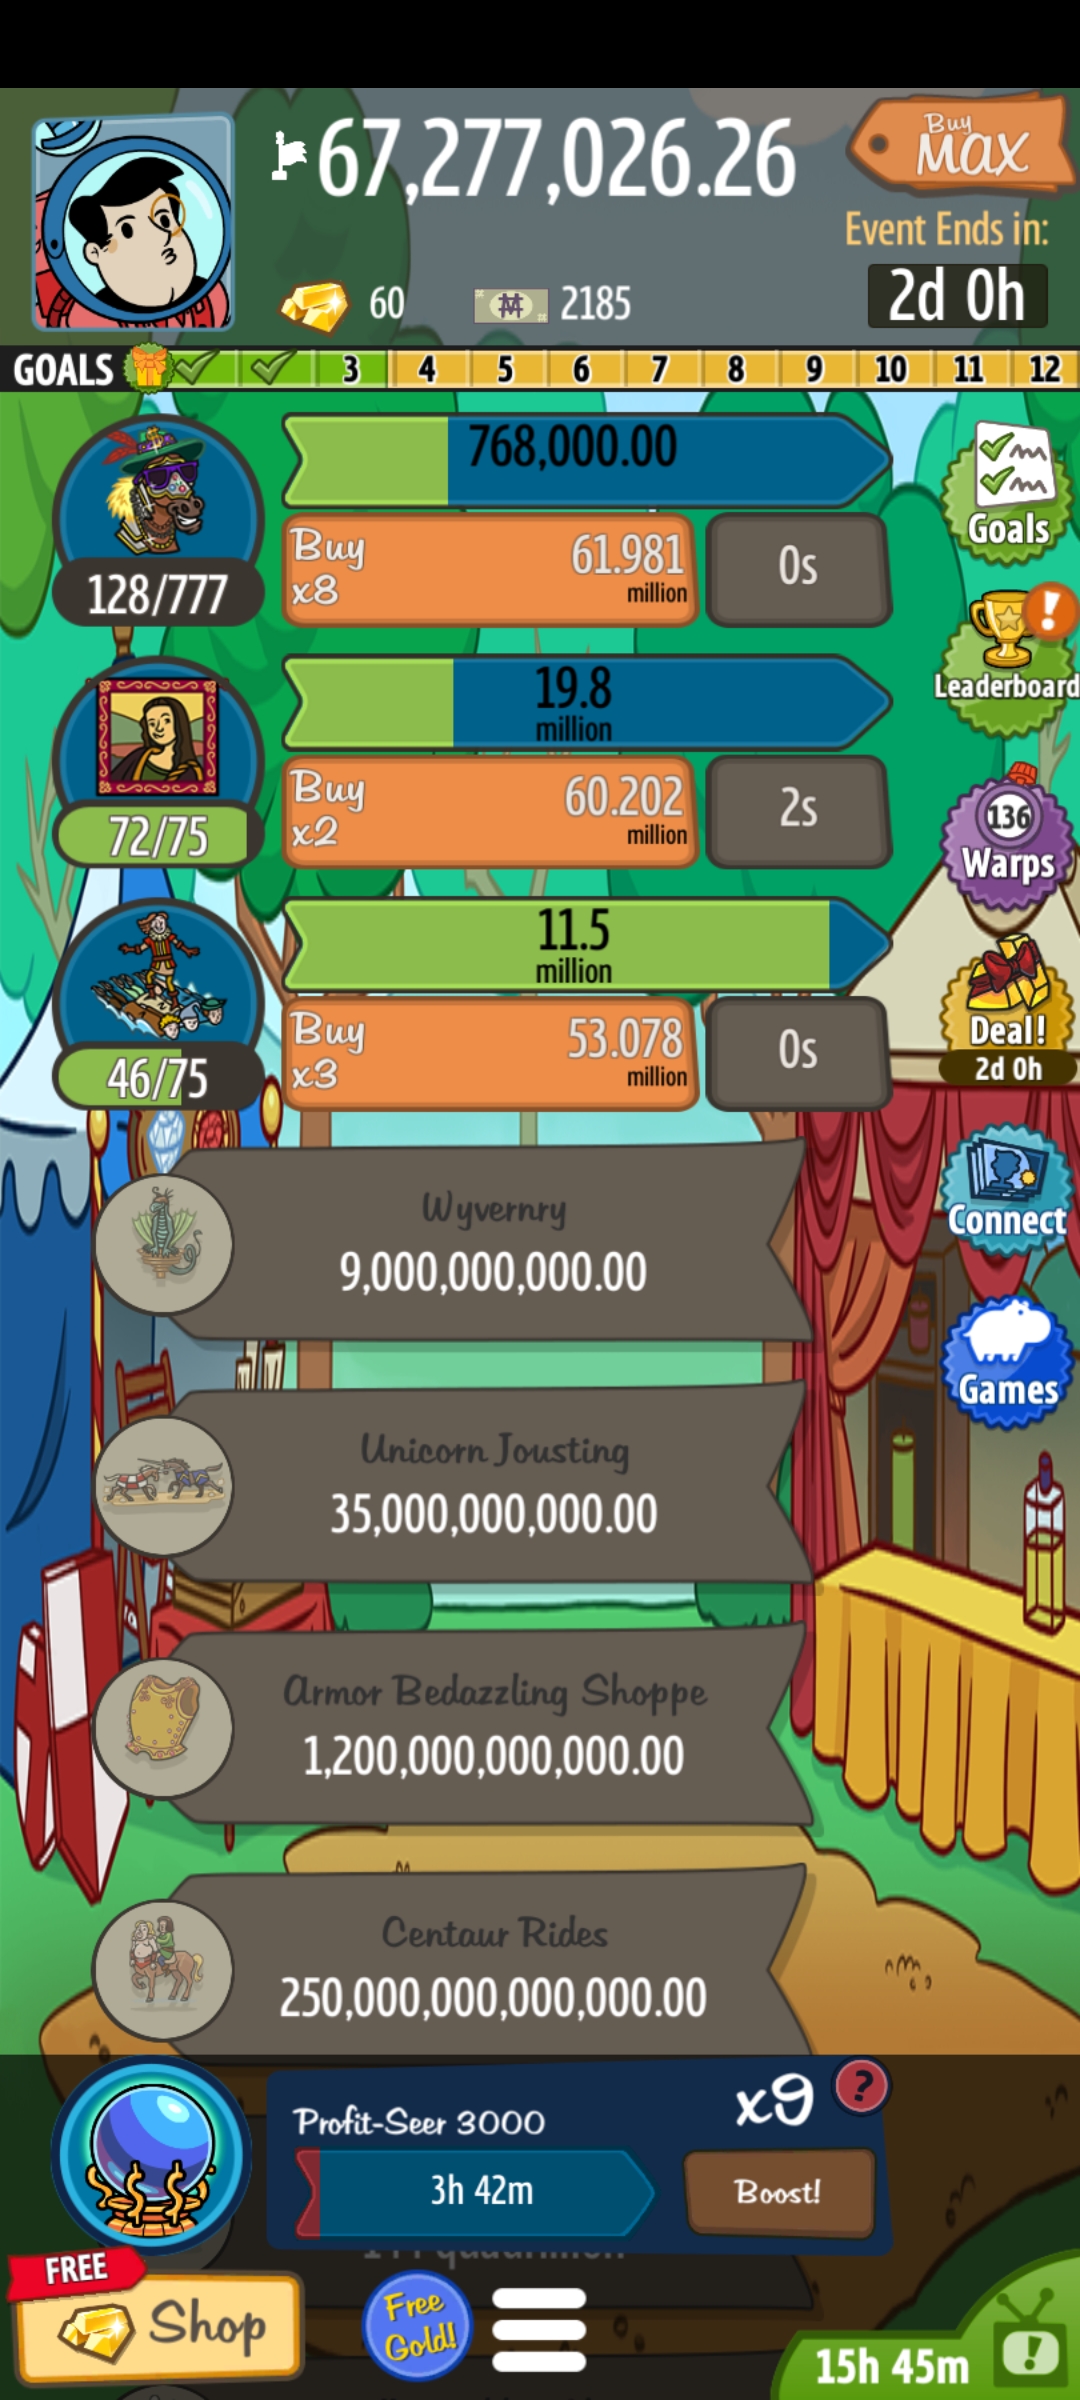 67,277,026.26
Buy
MAX
Event Ends in:
60
2185
2d 0h
GOALS
3 4 5 6 7 8 9 10 11 12
768,000.00
Buy
x8
61.981
million
0s
128/777
Goals
Leaderboard
19.8
million
Buy
x2
60.202
million
2s
72/75
136
Warps
11.5
million
Buy
x3
53.078
million
0s
46/75
Deal!
2d 0h
Wyvernry
9,000,000,000.00
Connect
Unicorn Jousting
35,000,000,000.00
Games
Armor Bedazzling Shoppe
1,200,000,000,000.00
Centaur Rides
250,000,000,000,000.00
Profit-Seer 3000
x9
?
3h 42m
Boost!
FREE
Shop
Free
Gold!
15h 45m